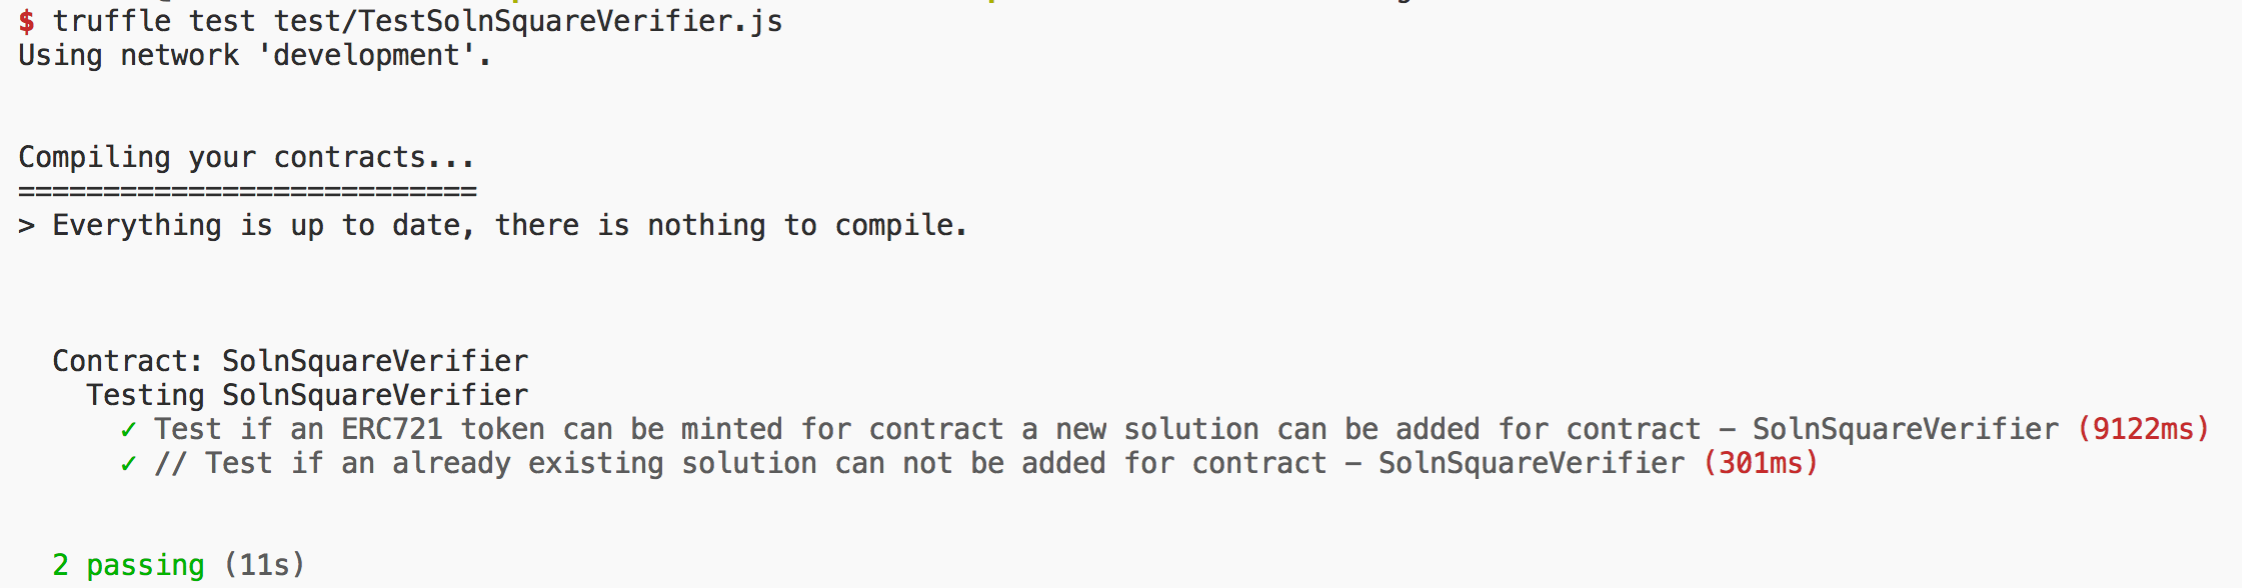 $ truffle test test/TestSolnSquareVerifier.js
Using network 'development'.
Compiling your contracts...
===========================
> Everything is up to date, there is nothing to compile.
Contract: SolnSquareVerifier
Testing SolnSquareVerifier
✓ Test if an ERC721 token can be minted for contract a new solution can be added for contract – SolnSquareVerifier (9122ms)
✓ // Test if an already existing solution can not be added for contract – SolnSquareVerifier (301ms)
2 passing (11s)